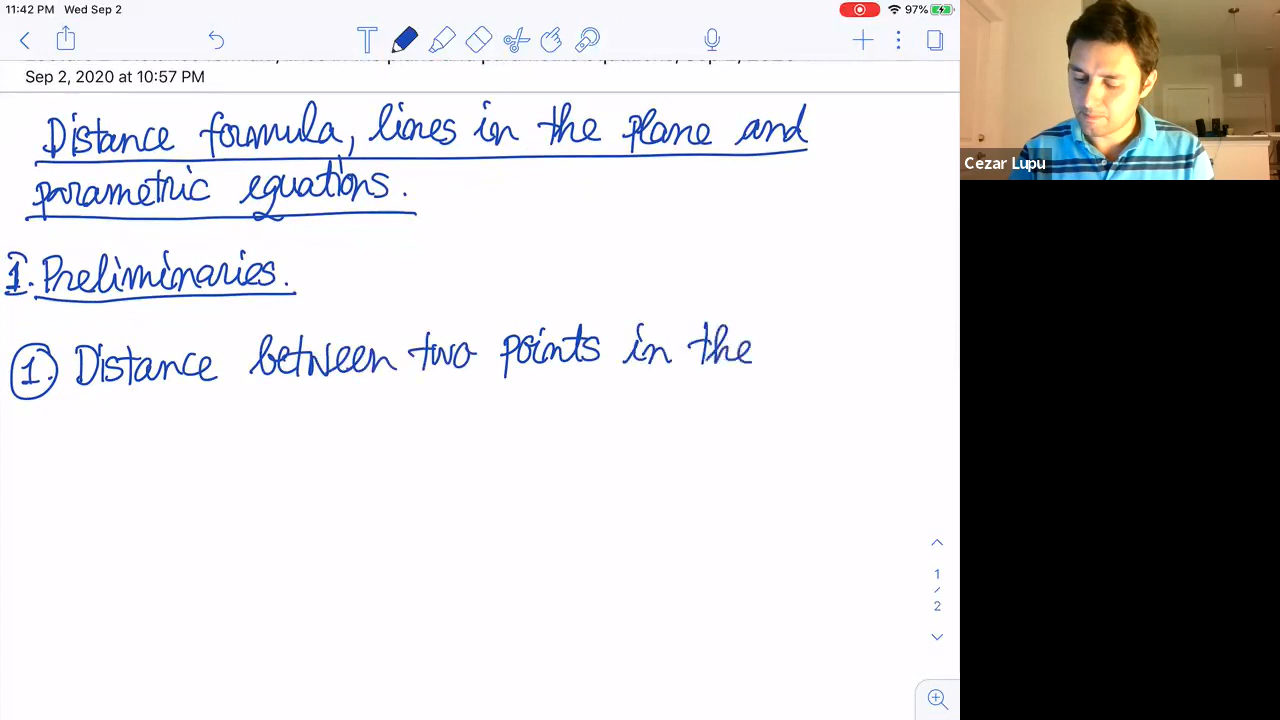 11:42 PM Wed Sep 2
97%
Sep 2, 2020 at 10:57 PM
Distance formula, lines in the plane and
parametric equations.
I. Preliminaries.
1. Distance between two points in the
Cezar Lupu
1
/
2